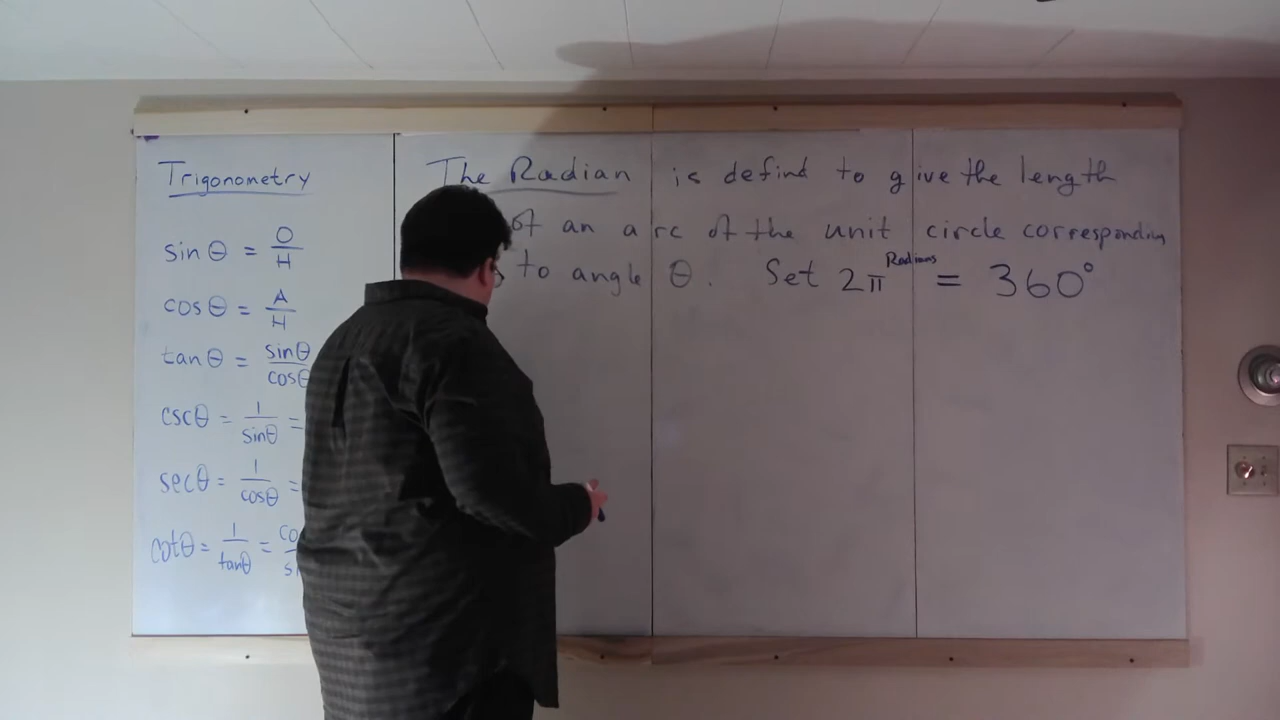 Trigonometry
sin θ = O/H
cos θ = A/H
tan θ = sinθ/cosθ
cscθ = 1/sinθ =
secθ = 1/cosθ =
cotθ = 1/tanθ =
The Radian is defind to give the length
of an arc of the unit circle corresponding
to angle θ. Set 2π Radians = 360°